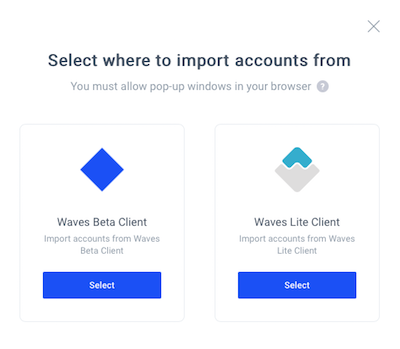 Select where to import accounts from
You must allow pop-up windows in your browser ?
Waves Beta Client
Import accounts from Waves
Beta Client
Select
Waves Lite Client
Import accounts from Waves
Lite Client
Select